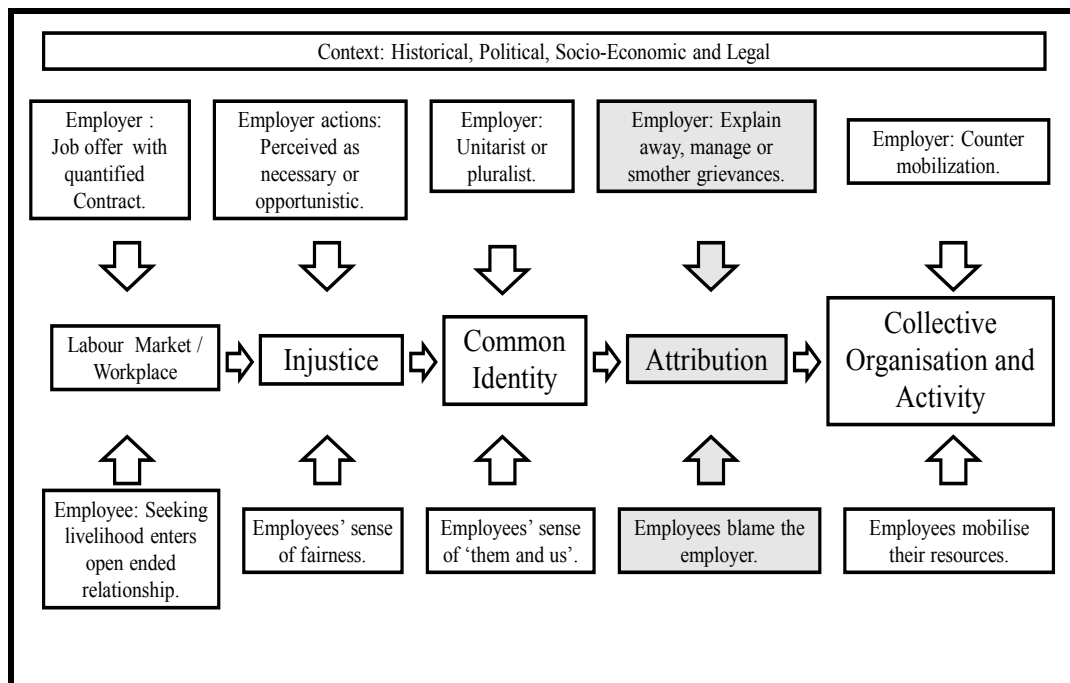 Context: Historical, Political, Socio-Economic and Legal
Employer :
Job offer with
quantified
Contract.
Employer actions:
Perceived as
necessary or
opportunistic.
Employer:
Unitarist or
pluralist.
Employer: Explain
away, manage or
smother grievances.
Employer: Counter
mobilization.
Labour Market /
Workplace
Injustice
Common
Identity
Attribution
Collective
Organisation and
Activity
Employee: Seeking
livelihood enters
open ended
relationship.
Employees’ sense
of fairness.
Employees’ sense
of ‘them and us’.
Employees blame the
employer.
Employees mobilise
their resources.